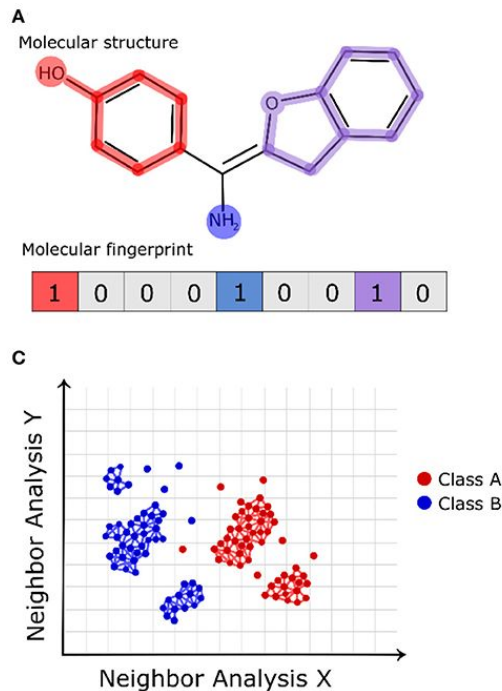 A
Molecular structure
HO
O
NH₂
Molecular fingerprint
1 0 0 0 1 0 0 1 0
C
Neighbor Analysis Y
Class A
Class B
Neighbor Analysis X